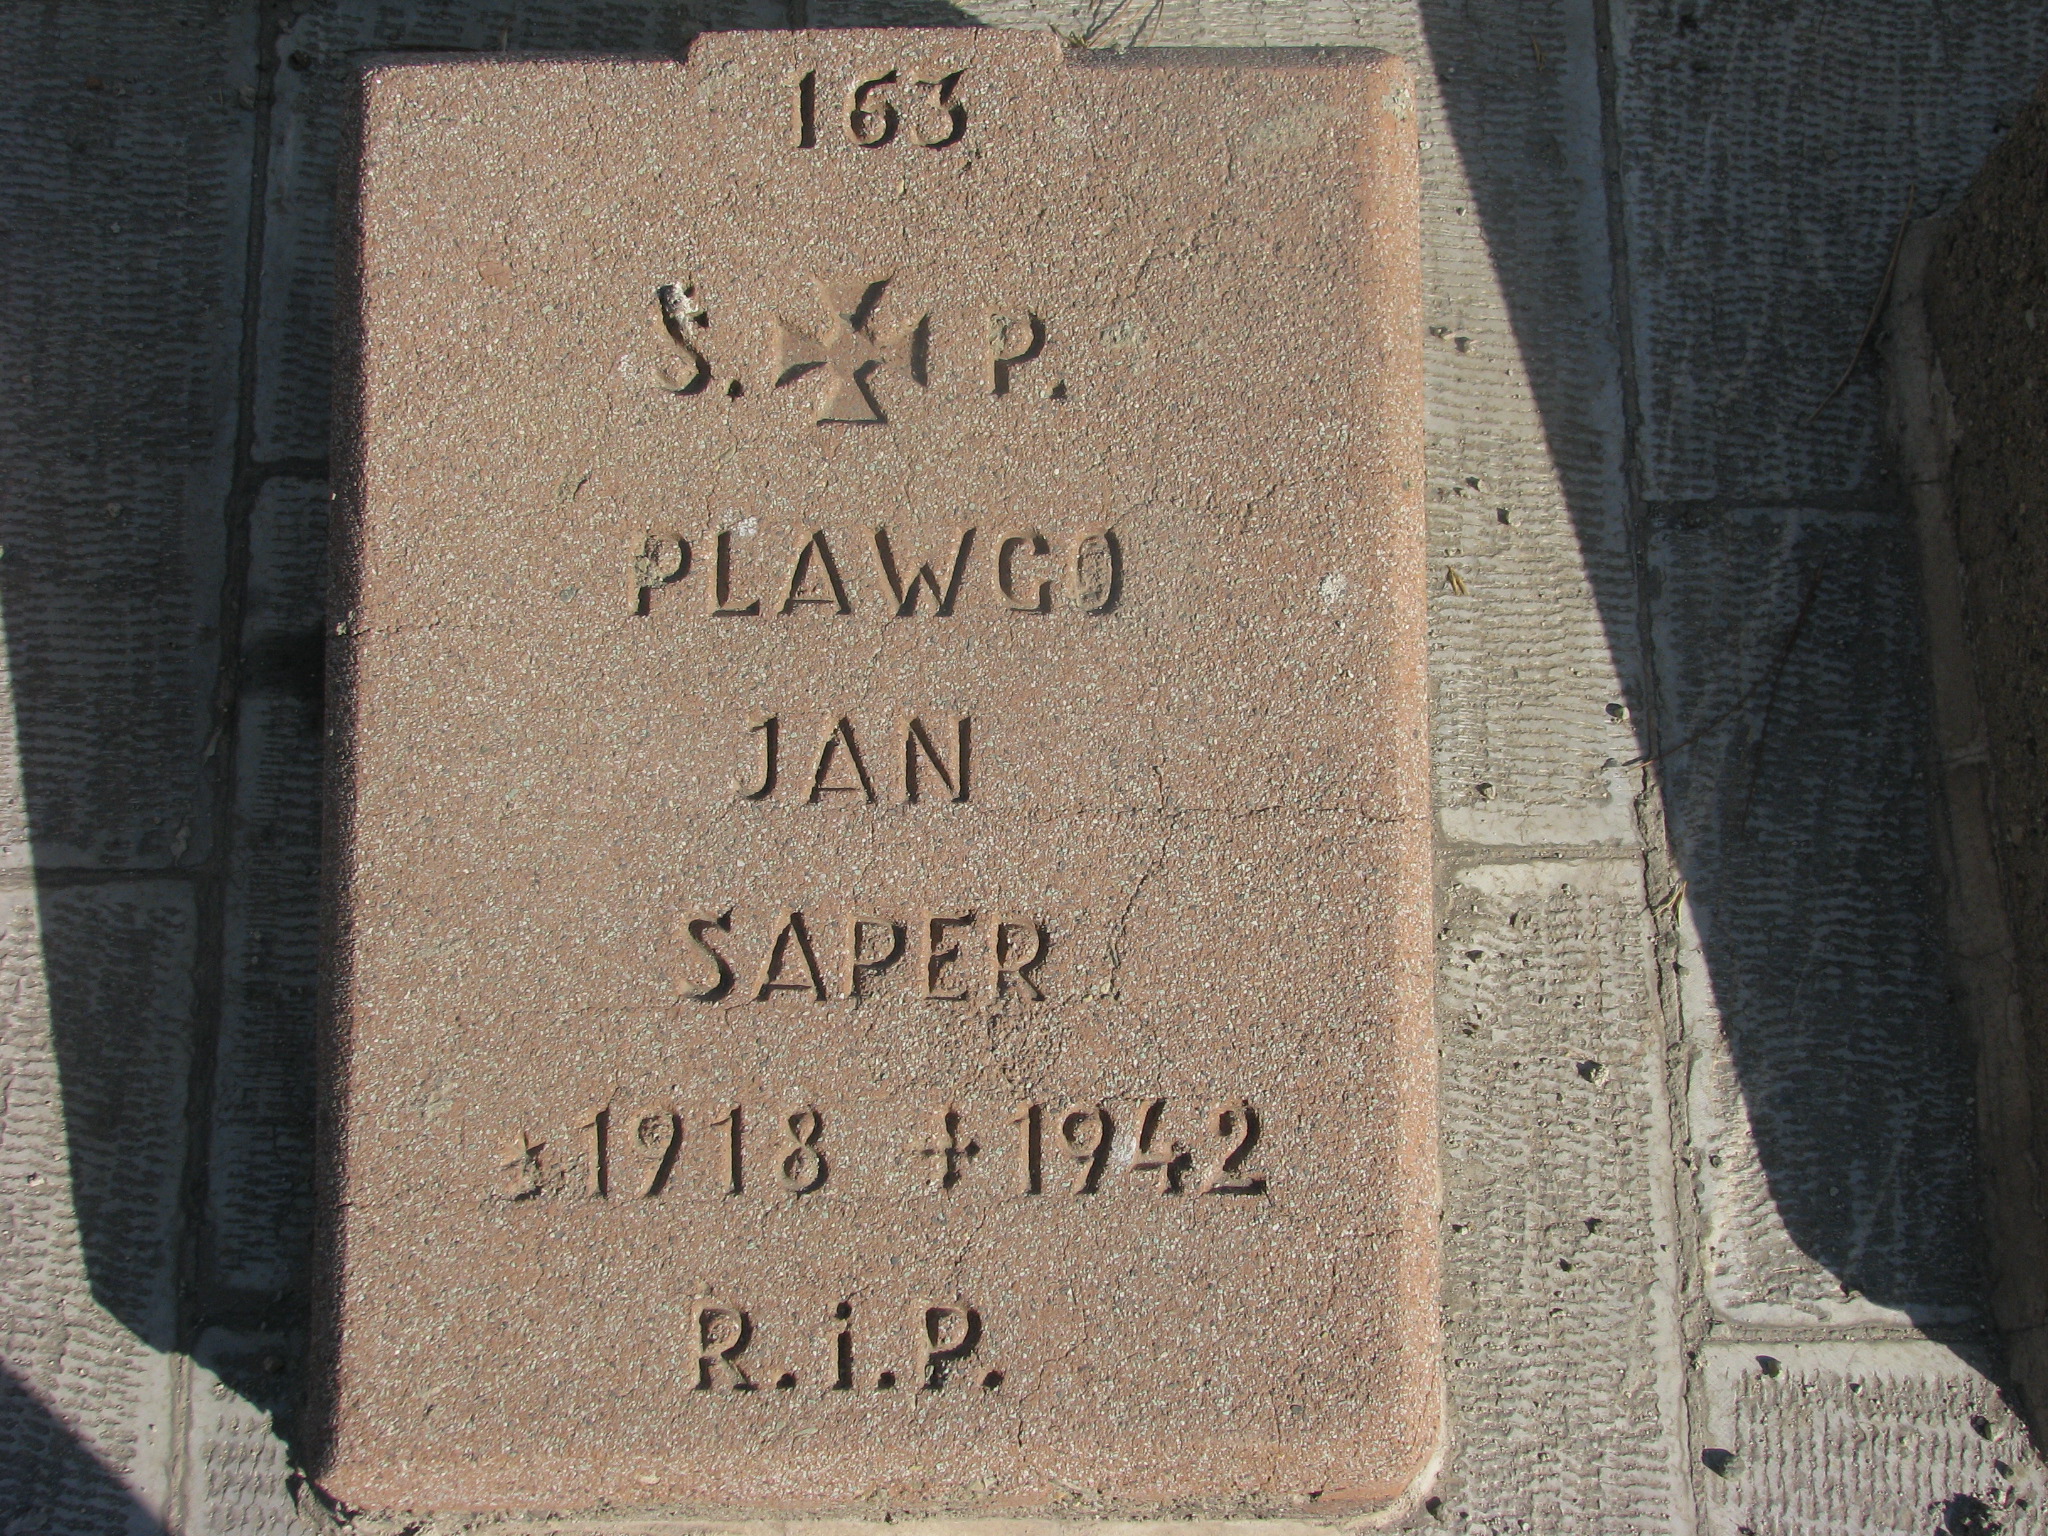 163
Ś. P.
PLAWGO
JAN
SAPER
*1918 +1942
R.i.P.